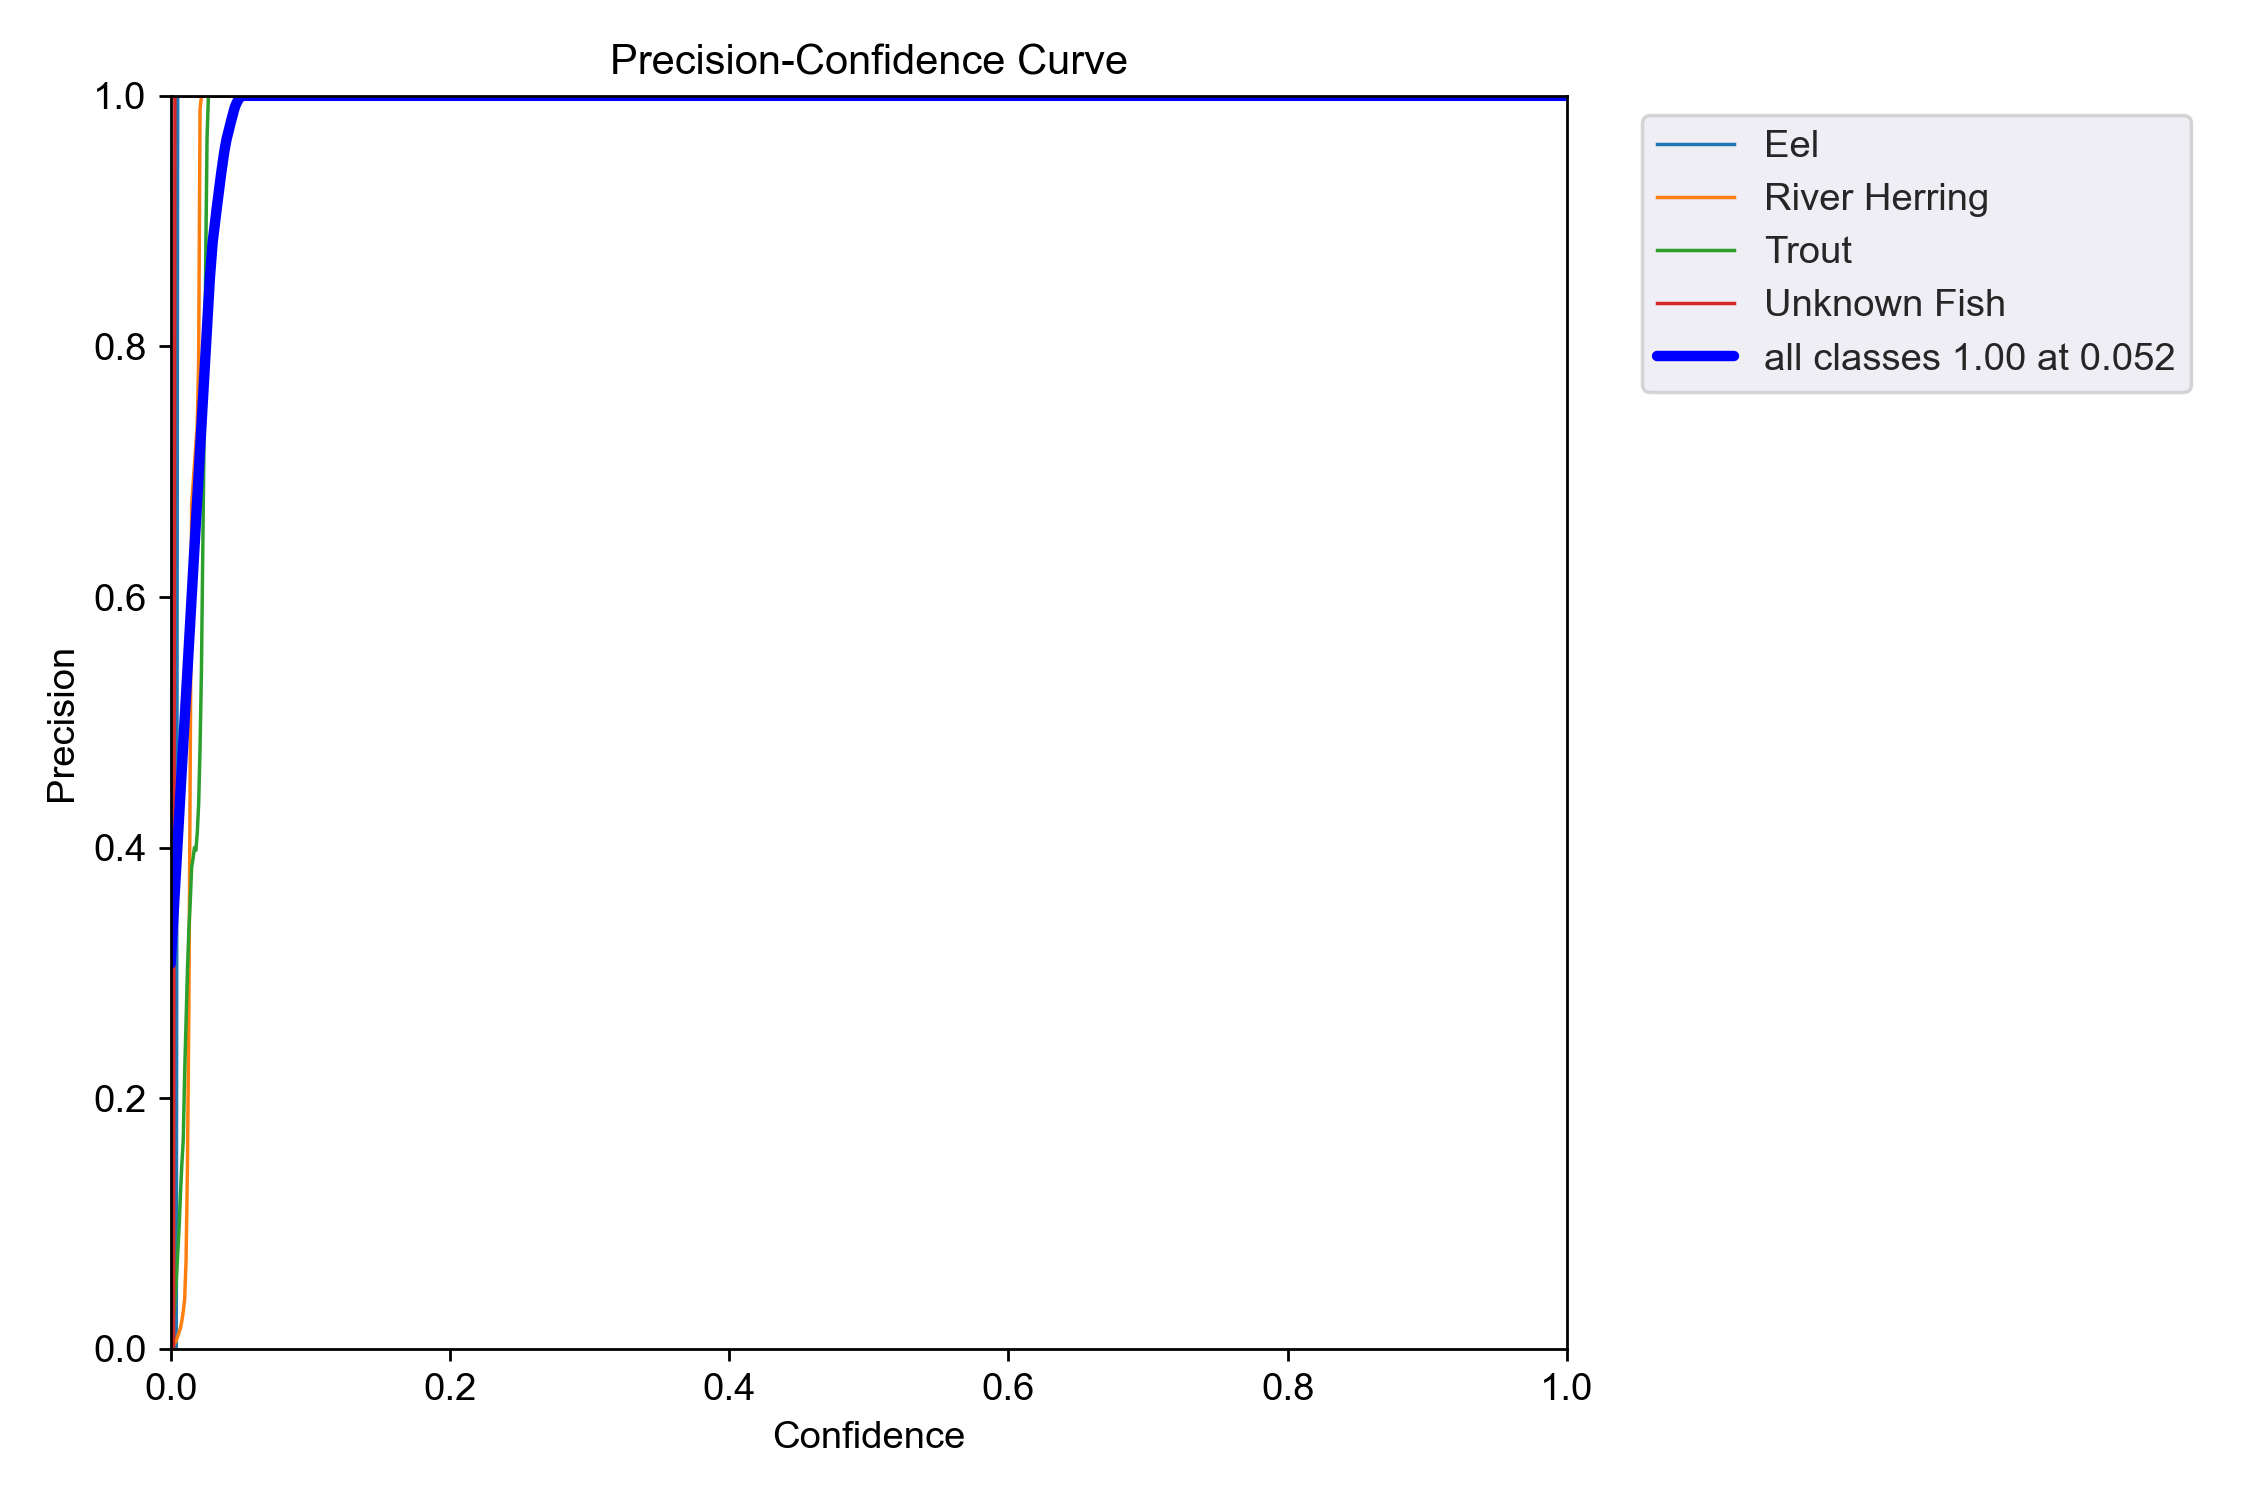 Precision-Confidence Curve
1.0
0.8
0.6
0.4
0.2
0.0
Precision
0.0 0.2 0.4 0.6 0.8 1.0
Confidence
Eel
River Herring
Trout
Unknown Fish
all classes 1.00 at 0.052